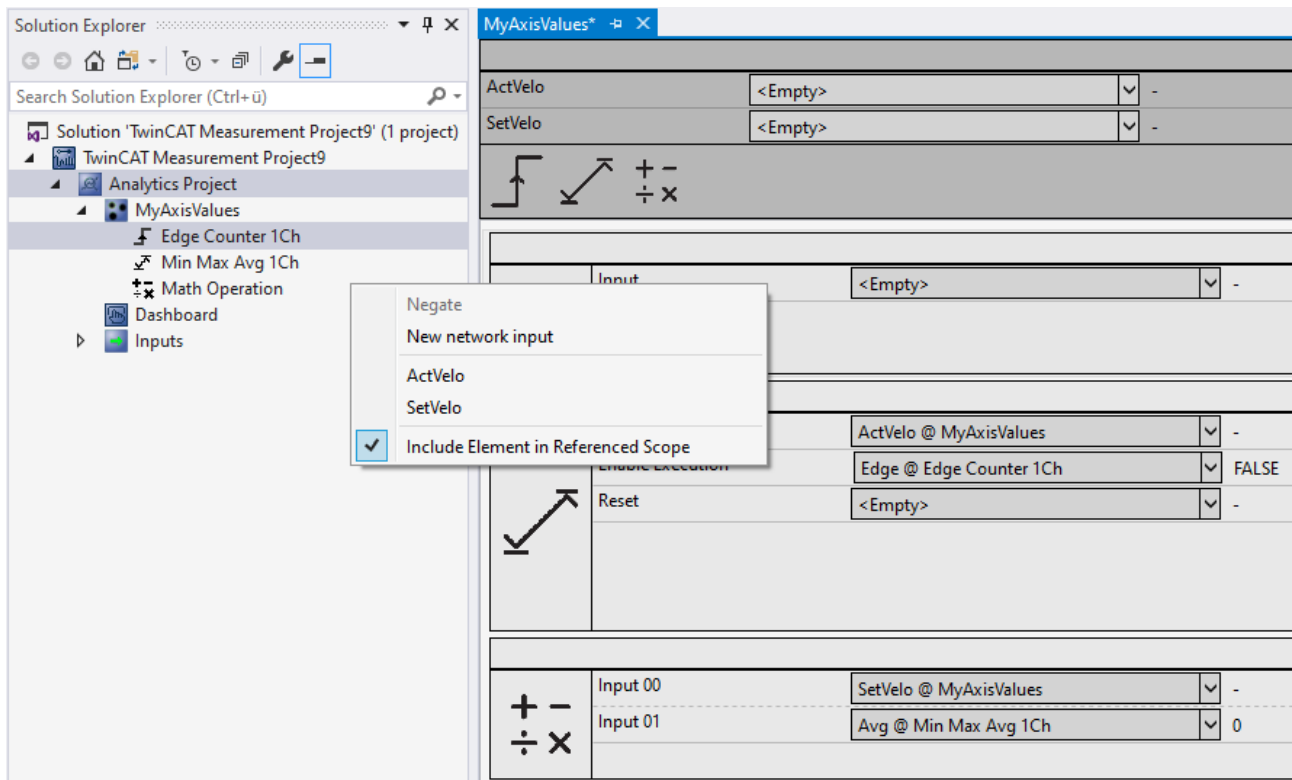 Solution Explorer
Search Solution Explorer (Ctrl+ü)
Solution 'TwinCAT Measurement Project9' (1 project)
TwinCAT Measurement Project9
Analytics Project
MyAxisValues
Edge Counter 1Ch
Min Max Avg 1Ch
Math Operation
Dashboard
Inputs
Negate
New network input
ActVelo
SetVelo
Include Element in Referenced Scope
MyAxisValues*
ActVelo <Empty> -
SetVelo <Empty> -
Input <Empty> -
ActVelo @ MyAxisValues -
Enable Execution Edge @ Edge Counter 1Ch FALSE
Reset <Empty> -
Input 00 SetVelo @ MyAxisValues -
Input 01 Avg @ Min Max Avg 1Ch 0